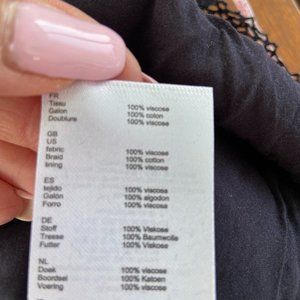 FR
Tissu 100% viscose
Galon 100% coton
Doublure 100% viscose
GB
US
fabric 100% viscose
Braid 100% cotton
lining 100% viscose
ES
tejido 100% viscosa
Galón 100% algodon
Forro 100% viscosa
DE
Stoff 100% Viskose
Tresse 100% Baumwolle
Futter 100% Viskose
NL
Doek 100% viscose
Boordsel 100% Katoen
Voering 100% viscose